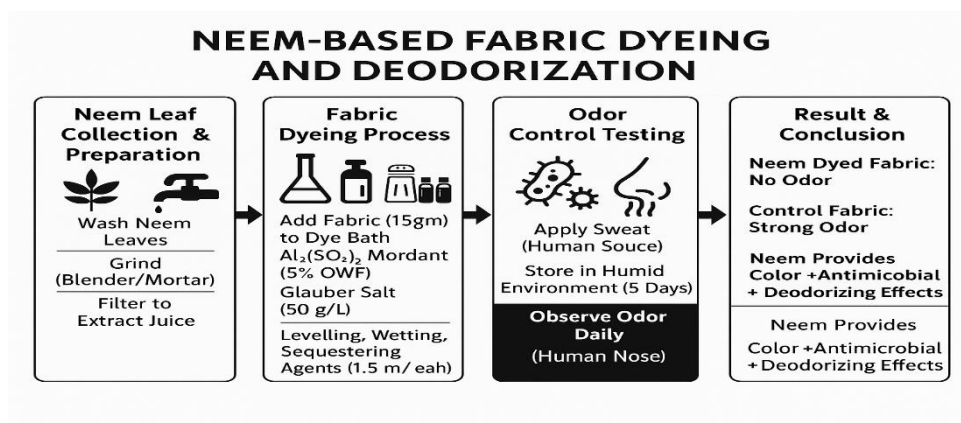 NEEM-BASED FABRIC DYEING
AND DEODORIZATION
Neem Leaf
Collection &
Preparation
Wash Neem
Leaves
Grind
(Blender/Mortar)
Filter to
Extract Juice
Fabric
Dyeing Process
Add Fabric (15gm)
to Dye Bath
Al₂(SO₂)₂ Mordant
(5% OWF)
Glauber Salt
(50 g/L)
Levelling, Wetting,
Sequestering
Agents (1.5 m/ eah)
Odor
Control Testing
Apply Sweat
(Human Souce)
Store in Humid
Environment (5 Days)
Observe Odor
Daily
(Human Nose)
Result &
Conclusion
Neem Dyed Fabric:
No Odor
Control Fabric:
Strong Odor
Neem Provides
Color +Antimicobial
+ Deodorizing Effects
Neem Provides
Color +Antimicrobial
+Deodorizing Effects